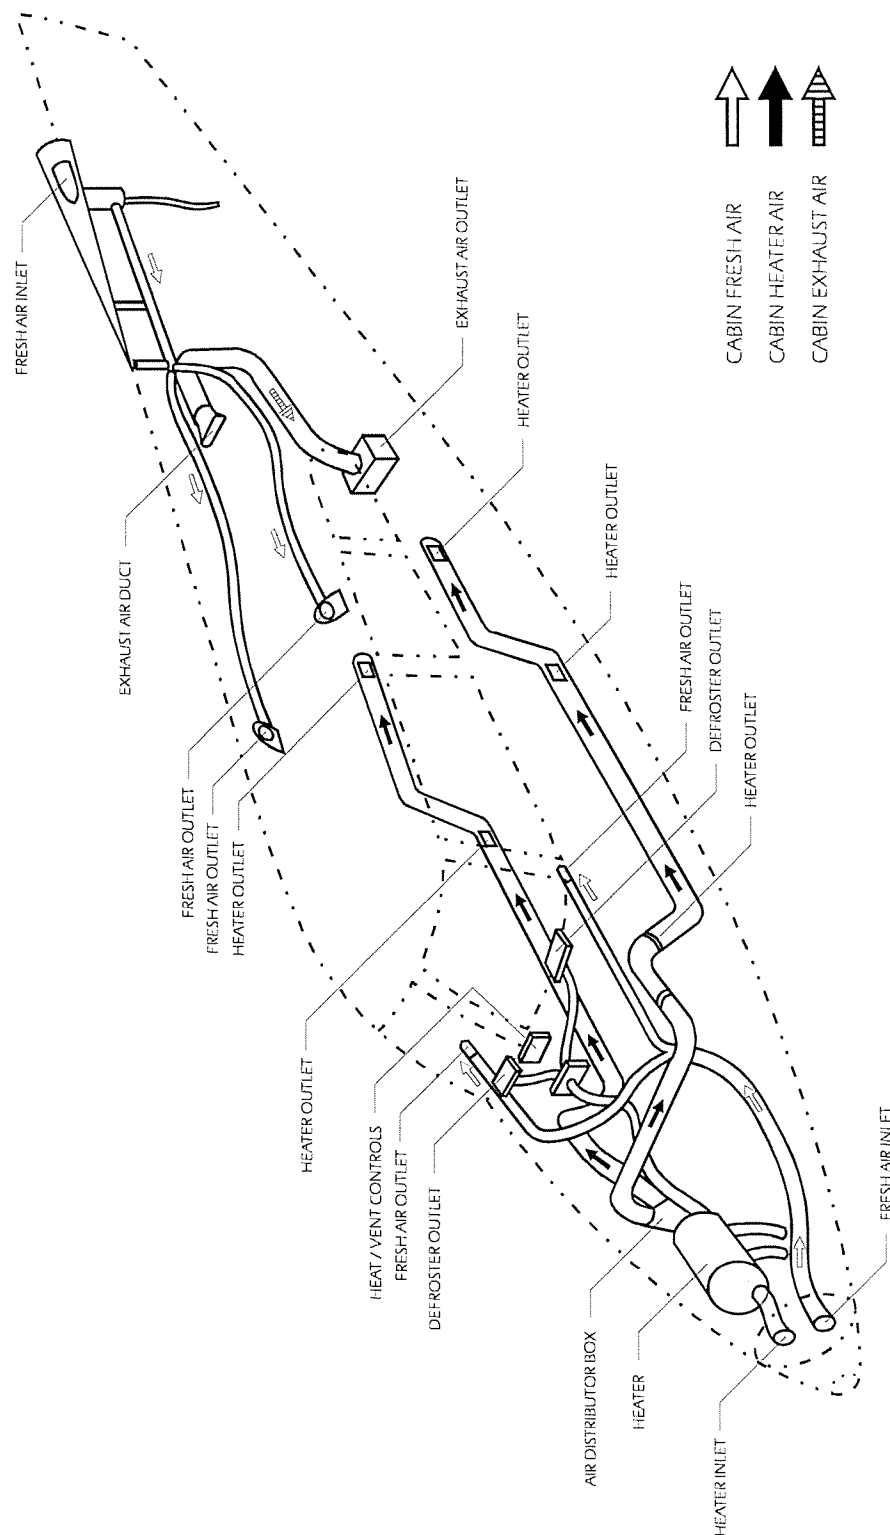 FRESH AIR INLET
EXHAUST AIR DUCT
FRESH AIR OUTLET
FRESH AIR OUTLET
HEATER OUTLET
HEATER OUTLET
HEAT / VENT CONTROLS
FRESH AIR OUTLET
DEFROSTER OUTLET
AIR DISTRIBUTOR BOX
HEATER
HEATER INLET
FRESH AIR INLET
EXHAUST AIR OUTLET
HEATER OUTLET
HEATER OUTLET
FRESH AIR OUTLET
DEFROSTER OUTLET
HEATER OUTLET
CABIN FRESH AIR
CABIN HEATER AIR
CABIN EXHAUST AIR